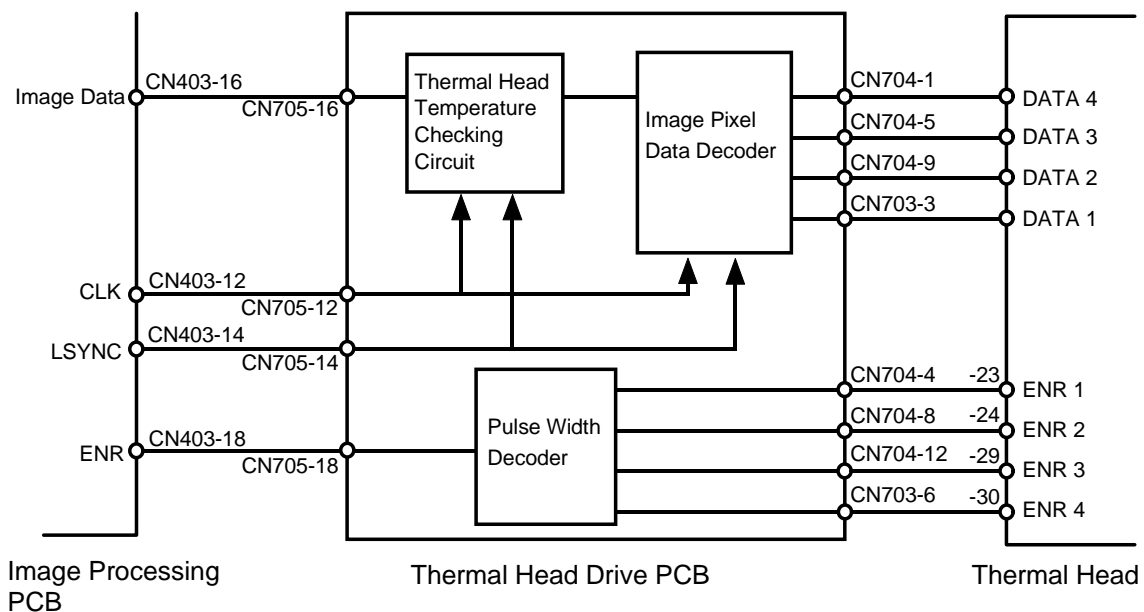 Image Data
CN403-16
CN705-16
Thermal Head
Temperature
Checking
Circuit
Image Pixel
Data Decoder
CN704-1
DATA 4
CN704-5
DATA 3
CN704-9
DATA 2
CN703-3
DATA 1
CLK
CN403-12
CN705-12
LSYNC
CN403-14
CN705-14
ENR
CN403-18
CN705-18
Pulse Width
Decoder
CN704-4 -23
ENR 1
CN704-8 -24
ENR 2
CN704-12 -29
ENR 3
CN703-6 -30
ENR 4
Image Processing
PCB
Thermal Head Drive PCB
Thermal Head